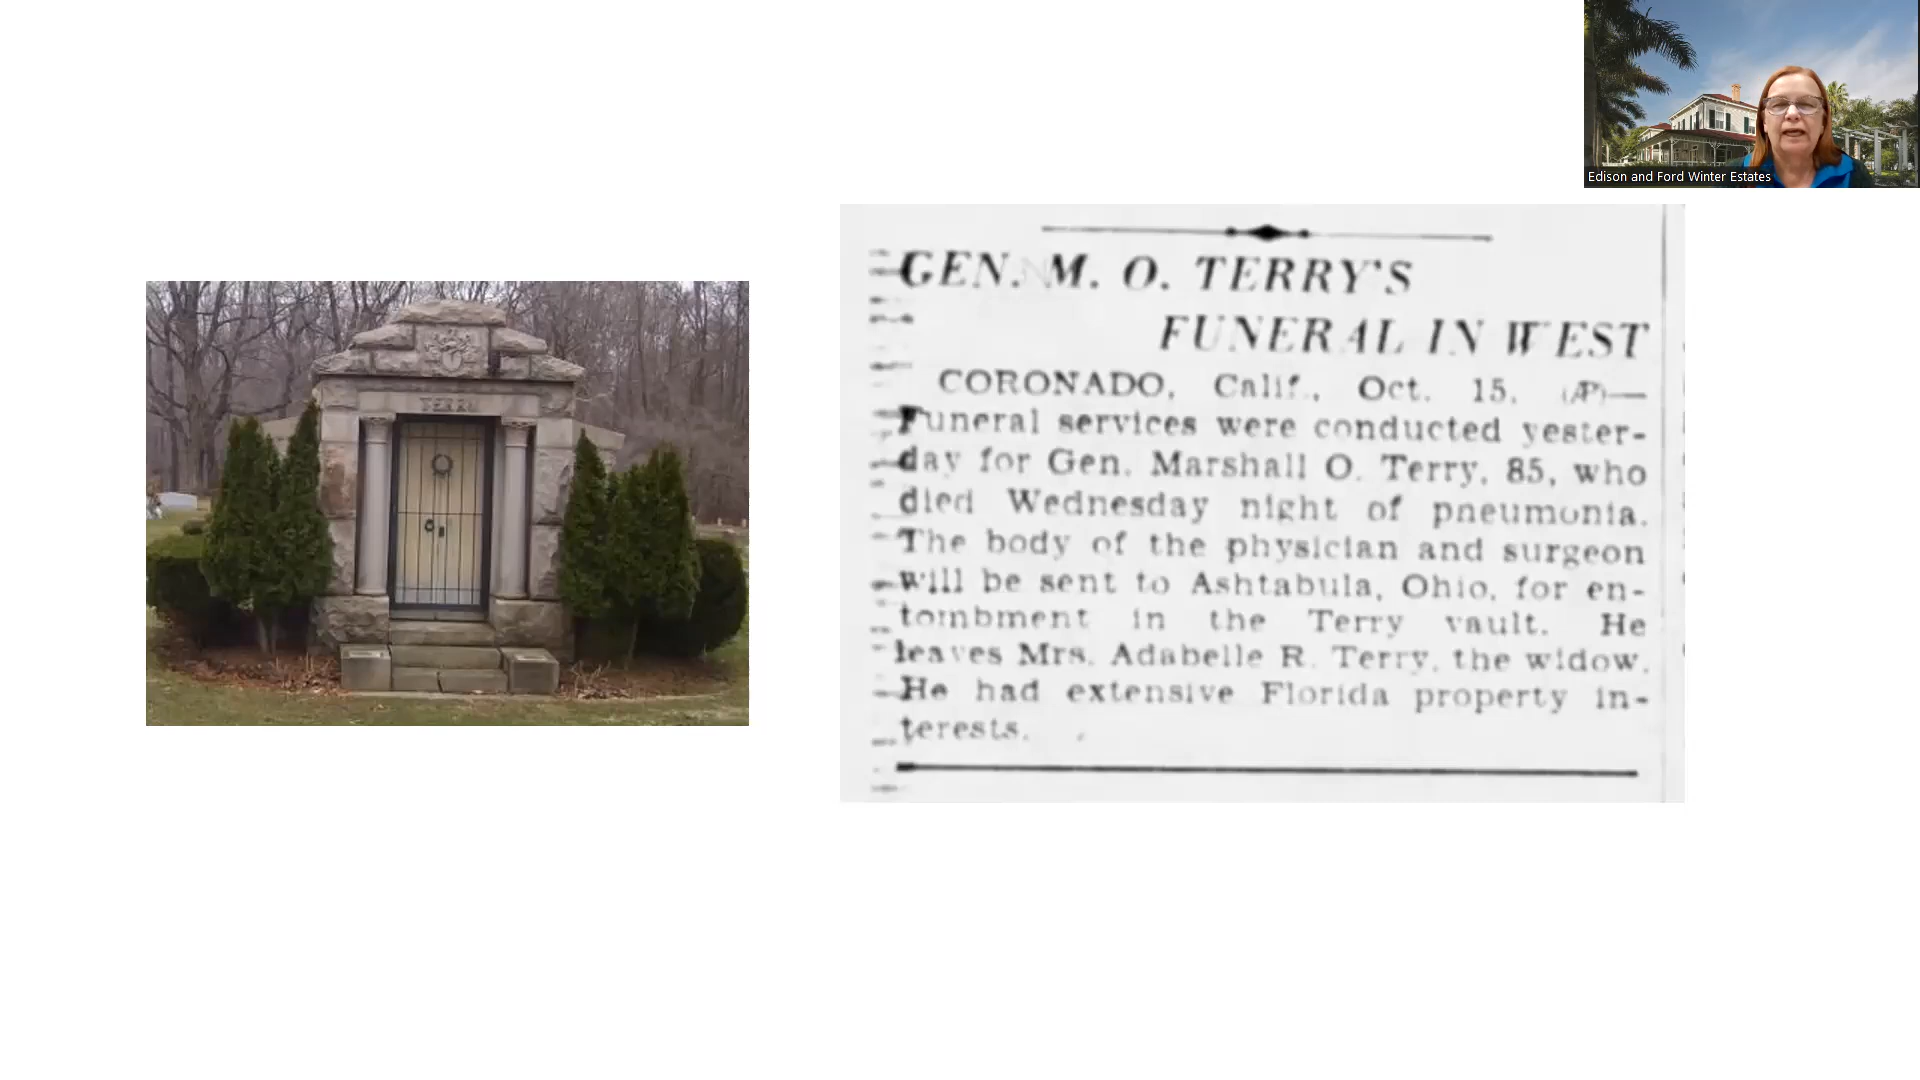 Edison and Ford Winter Estates
TERRY
GEN. M. O. TERRY'S
FUNERAL IN WEST
CORONADO, Calif., Oct. 15, (AP)—
Funeral services were conducted yester-
day for Gen. Marshall O. Terry, 85, who
died Wednesday night of pneumonia.
The body of the physician and surgeon
will be sent to Ashtabula, Ohio, for en-
tombment in the Terry vault. He
leaves Mrs. Adabelle R. Terry, the widow.
He had extensive Florida property in-
terests.